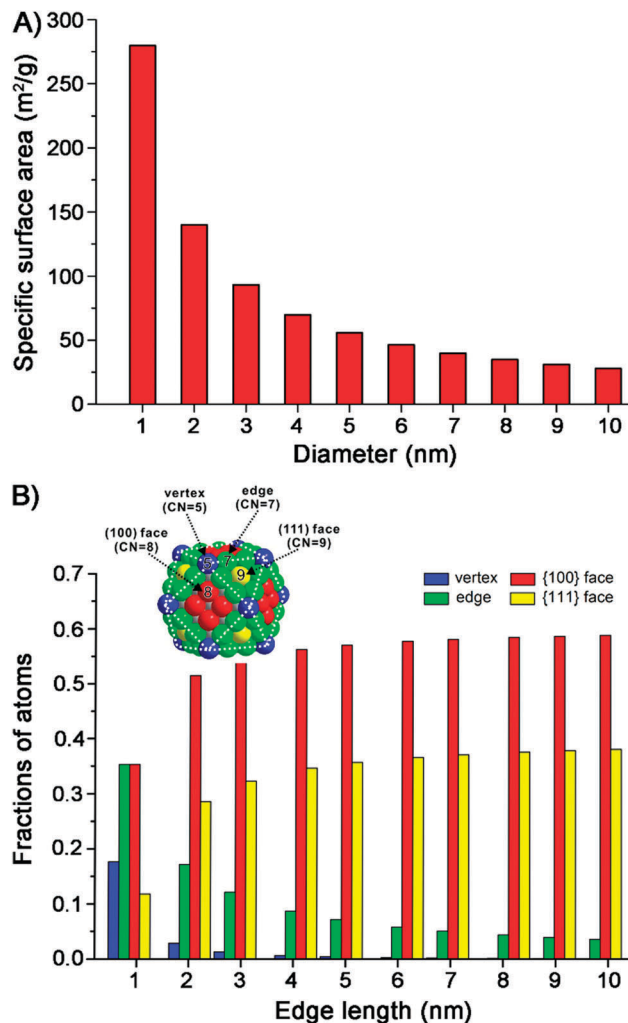 A)
Specific surface area (m²/g)
300
250
200
150
100
50
0
1 2 3 4 5 6 7 8 9 10
Diameter (nm)
B)
vertex
(CN=5)
edge
(CN=7)
(100) face
(CN=8)
(111) face
(CN=9)
5
7
9
8
vertex
{100} face
edge
{111} face
Fractions of atoms
0.7
0.6
0.5
0.4
0.3
0.2
0.1
0.0
1 2 3 4 5 6 7 8 9 10
Edge length (nm)